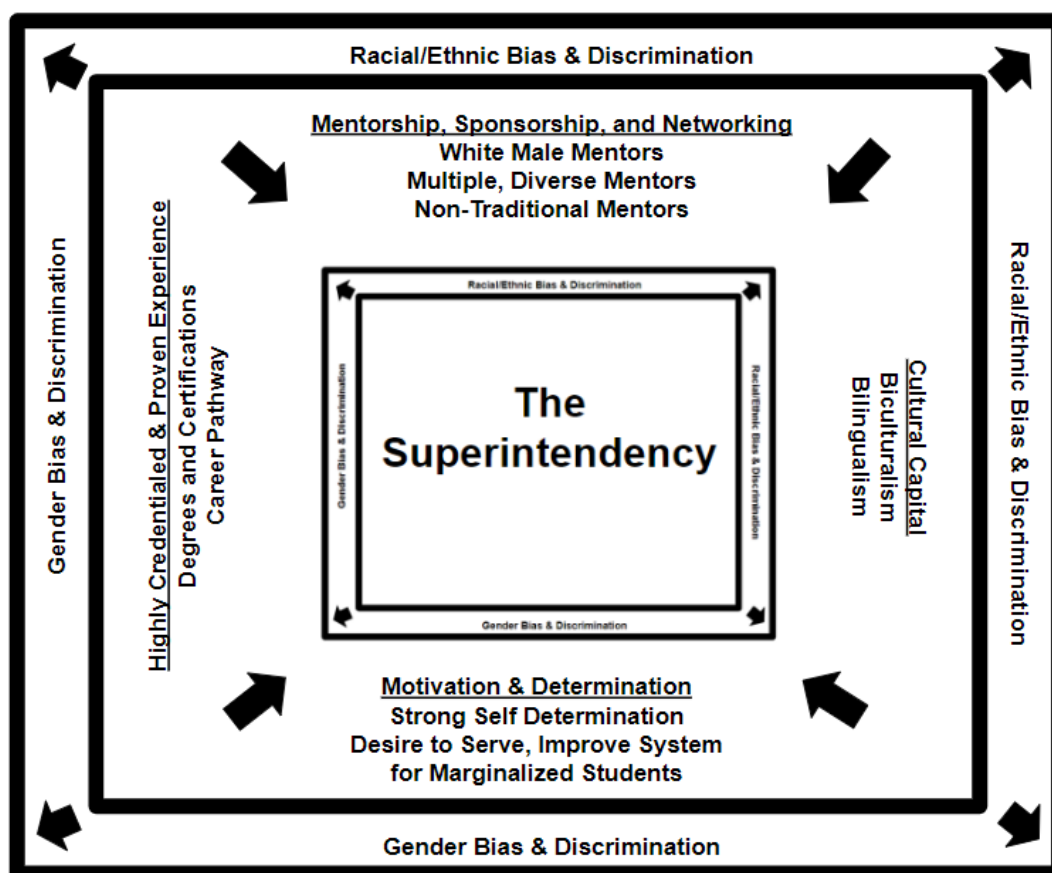 Racial/Ethnic Bias & Discrimination
Mentorship, Sponsorship, and Networking
White Male Mentors
Multiple, Diverse Mentors
Non-Traditional Mentors
Gender Bias & Discrimination
Highly Credentialed & Proven Experience
Degrees and Certifications
Career Pathway
Racial/Ethnic Bias & Discrimination
Gender Bias & Discrimination
The
Superintendency
Racial/Ethnic Bias & Discrimination
Gender Bias & Discrimination
Cultural Capital
Biculturalism
Bilingualism
Racial/Ethnic Bias & Discrimination
Motivation & Determination
Strong Self Determination
Desire to Serve, Improve System
for Marginalized Students
Gender Bias & Discrimination